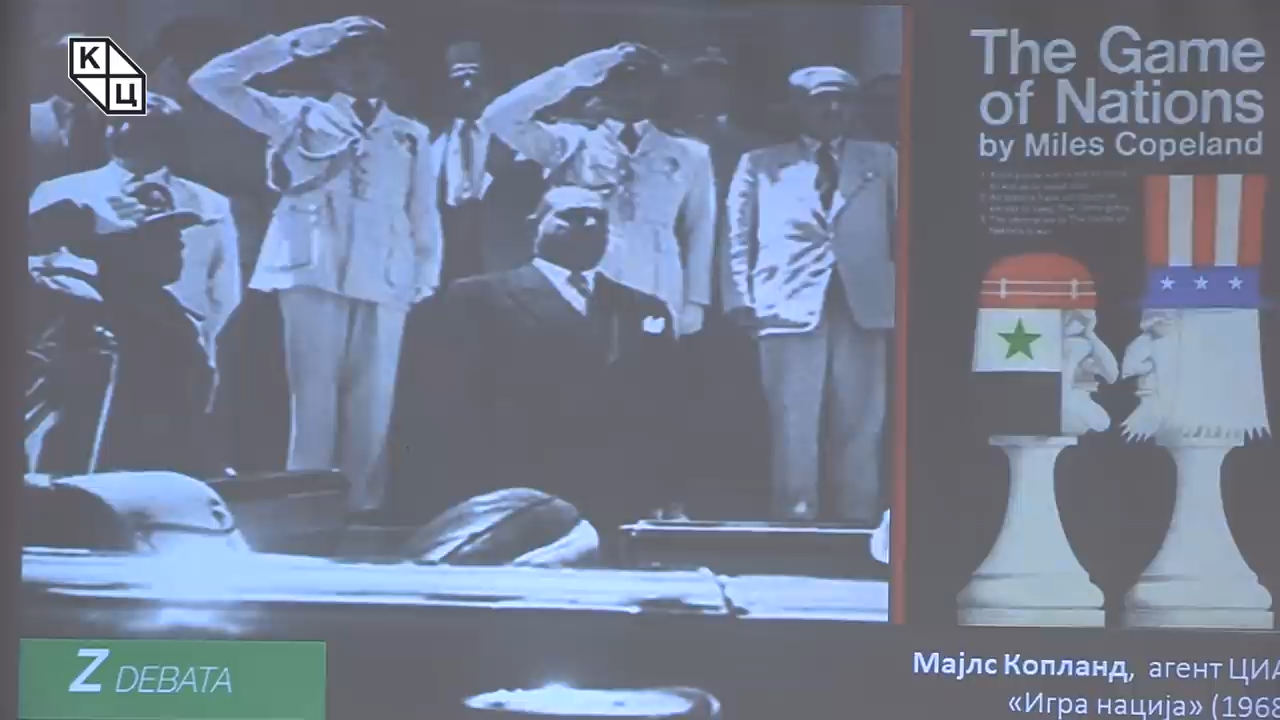 К
Ц
The Game
of Nations
by Miles Copeland
Z DEBATA
Мајлс Копланд, агент ЦИА
«Игра нација» (1968